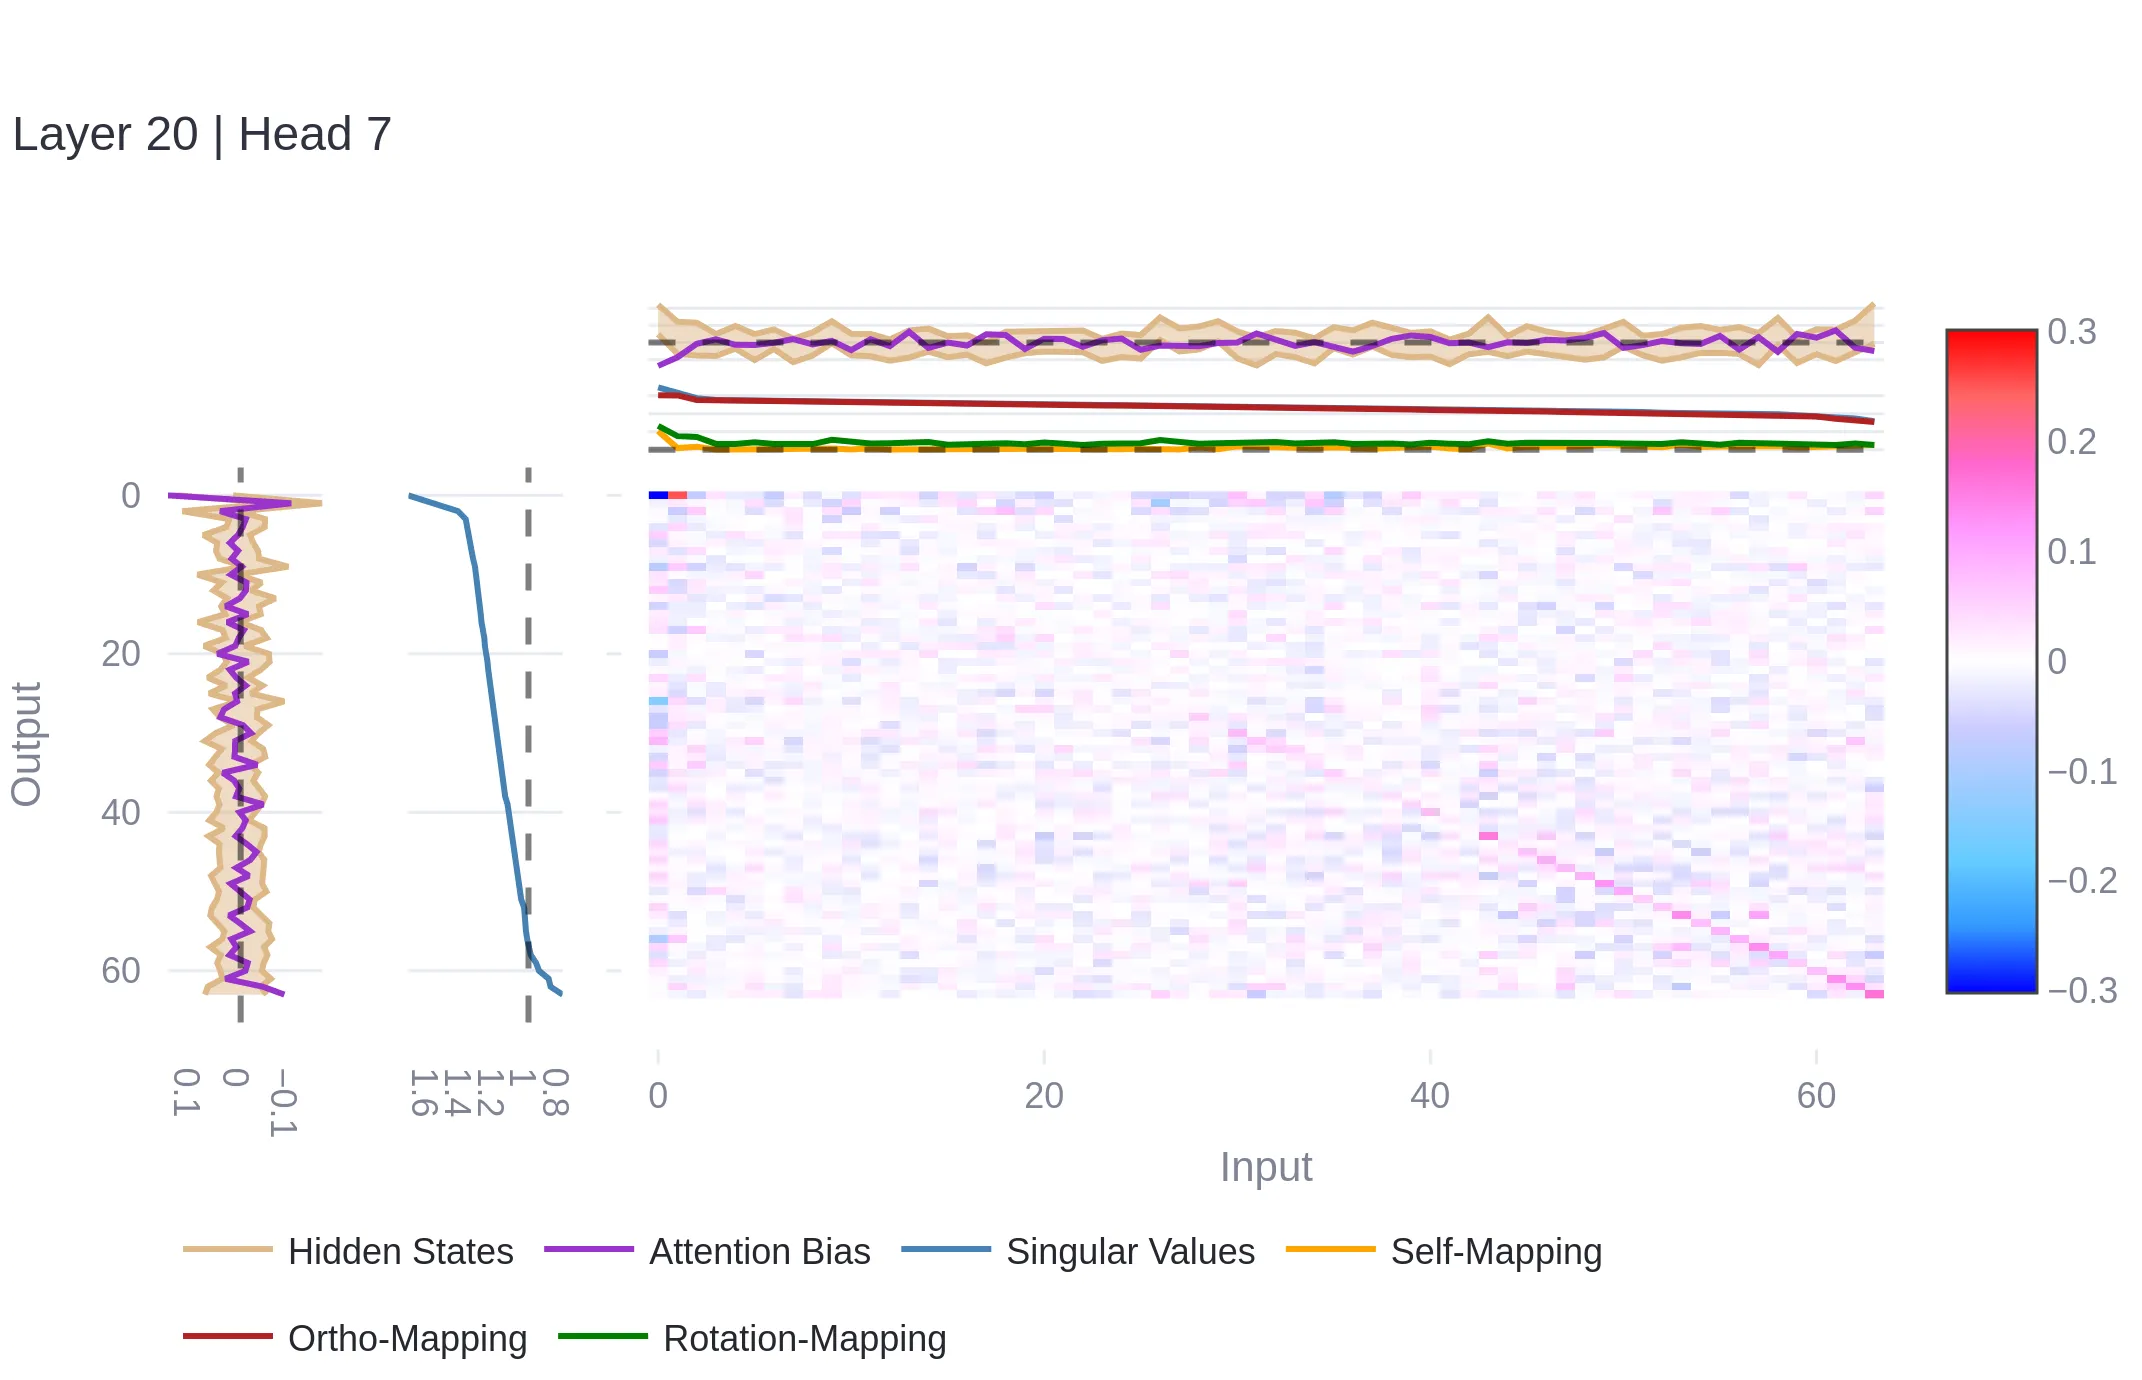 Layer 20 | Head 7
0
20
40
60
Output
0.1
0
−0.1
1.6
1.4
1.2
1
0.8
0
20
40
60
Input
0.3
0.2
0.1
0
−0.1
−0.2
−0.3
Hidden States
Attention Bias
Singular Values
Self-Mapping
Ortho-Mapping
Rotation-Mapping